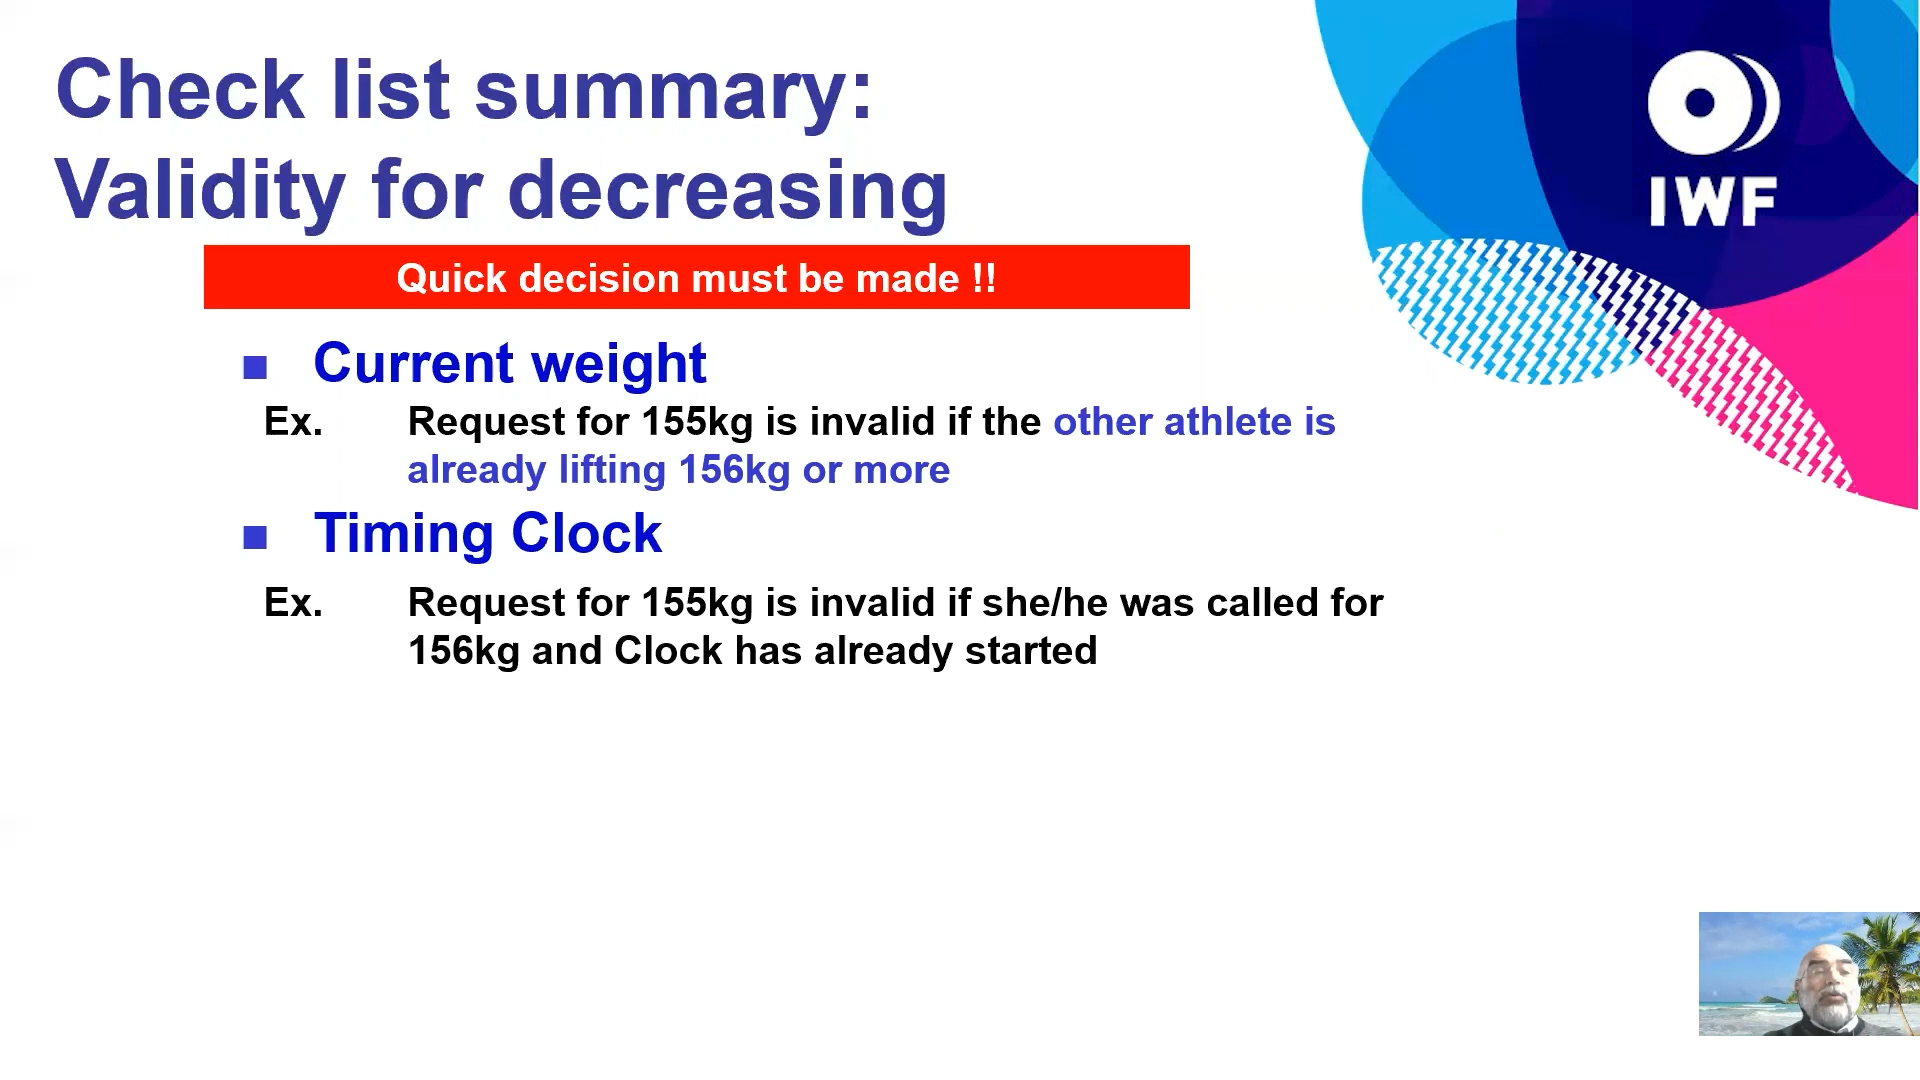 Check list summary:
Validity for decreasing
Quick decision must be made !!
Current weight
Ex. Request for 155kg is invalid if the other athlete is
already lifting 156kg or more
Timing Clock
Ex. Request for 155kg is invalid if she/he was called for
156kg and Clock has already started
IWF